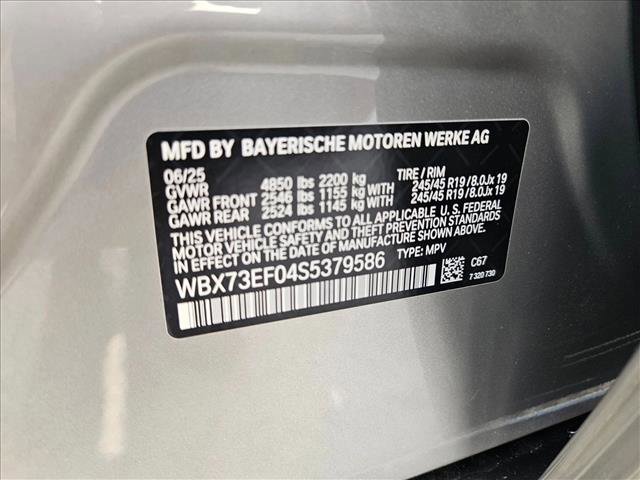 MFD BY BAYERISCHE MOTOREN WERKE AG
06/25 TIRE / RIM
GVWR 4850 lbs 2200 kg
GAWR FRONT 2546 lbs 1155 kg WITH 245/45 R19 / 8.0Jx 19
GAWR REAR 2524 lbs 1145 kg WITH 245/45 R19 / 8.0Jx 19
THIS VEHICLE CONFORMS TO ALL APPLICABLE U. S. FEDERAL
MOTOR VEHICLE SAFETY AND THEFT PREVENTION STANDARDS
IN EFFECT ON THE DATE OF MANUFACTURE SHOWN ABOVE.
WBX73EF04S5379586 TYPE: MPV
C67
7 320 730